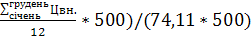 ∑грудень
січень Цвн.
12 * 500)/(74,11 * 500)